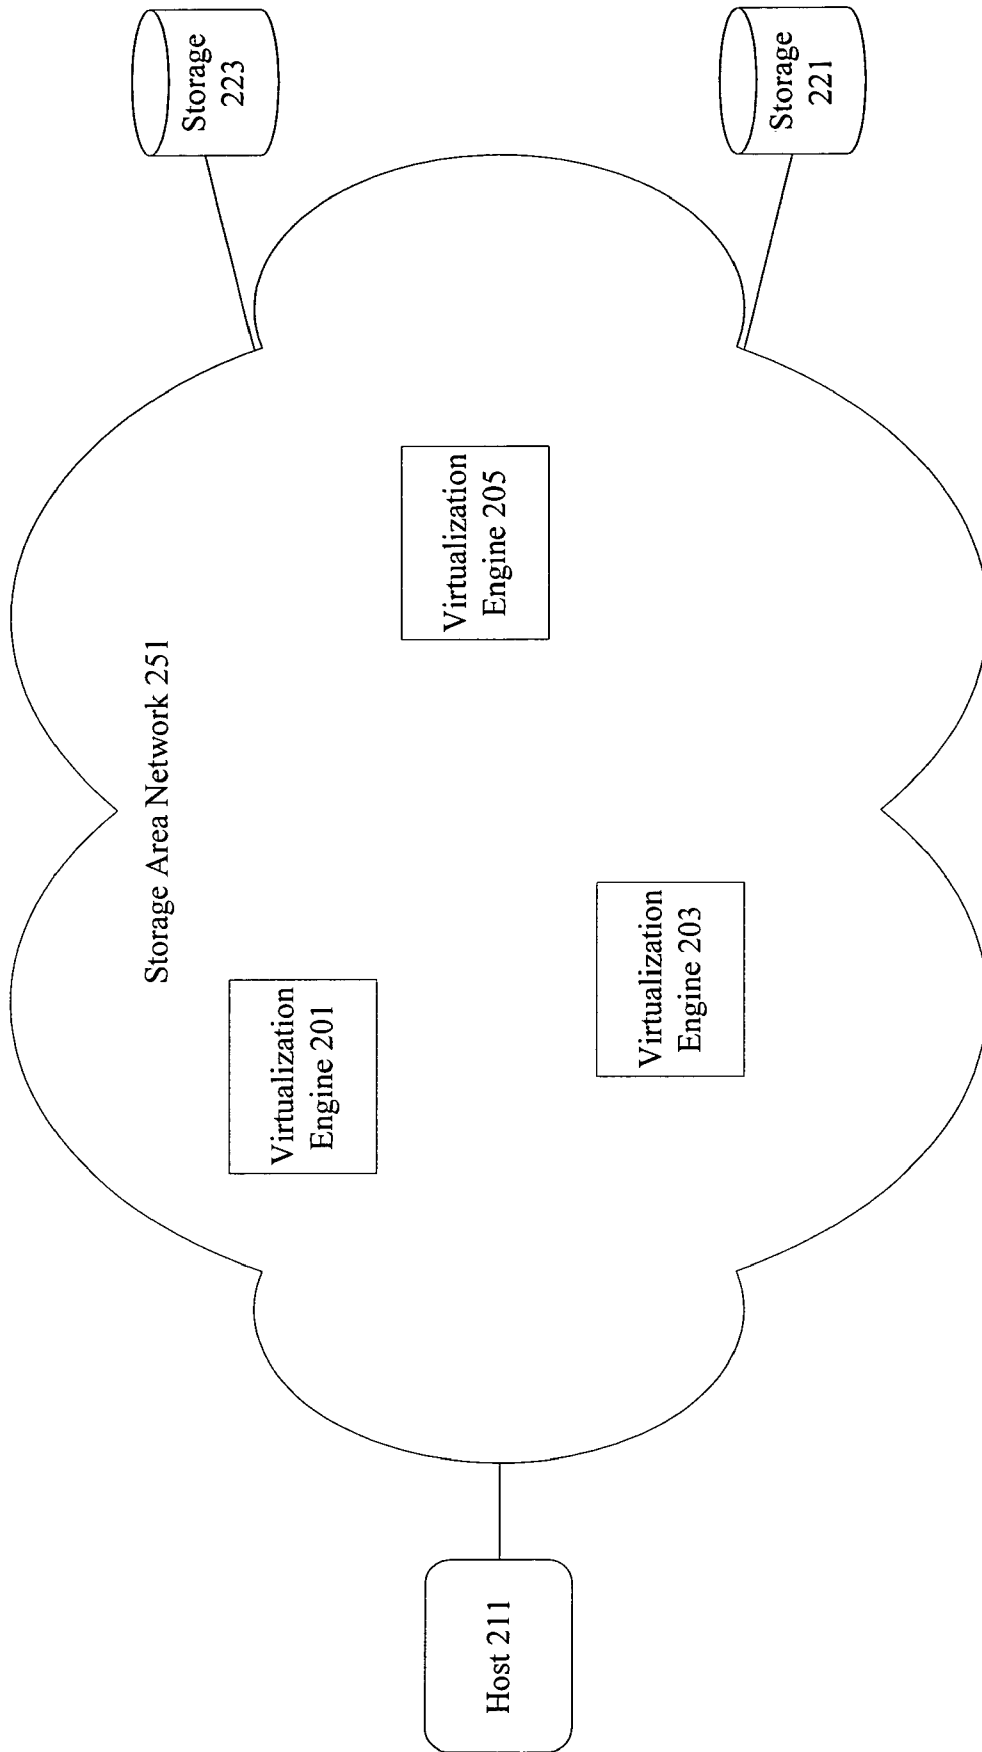 Storage Area Network 251
Storage
223
Virtualization
Engine 201
Virtualization
Engine 205
Host 211
Virtualization
Engine 203
Storage
221